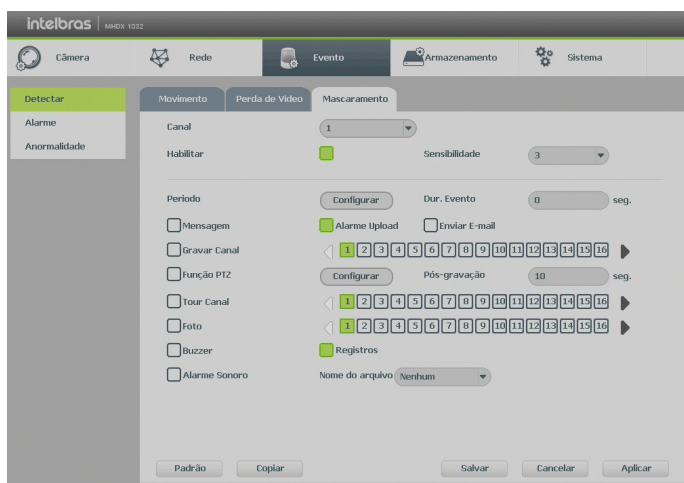 intelbras | MHDX 1032
Câmera Rede Evento Armazenamento Sistema
Detectar
Alarme
Anormalidade
Movimento Perda de Video Mascaramento
Canal 1
Habilitar Sensibilidade 3
Periodo Configurar Dur. Evento 0 seg.
Mensagem Alarme Upload Enviar E-mail
Gravar Canal 1 2 3 4 5 6 7 8 9 10 11 12 13 14 15 16
Função PTZ Configurar Pós-gravação 10 seg.
Tour Canal 1 2 3 4 5 6 7 8 9 10 11 12 13 14 15 16
Foto 1 2 3 4 5 6 7 8 9 10 11 12 13 14 15 16
Buzzer Registros
Alarme Sonoro Nome do arquivo Nenhum
Padrão Copiar Salvar Cancelar Aplicar